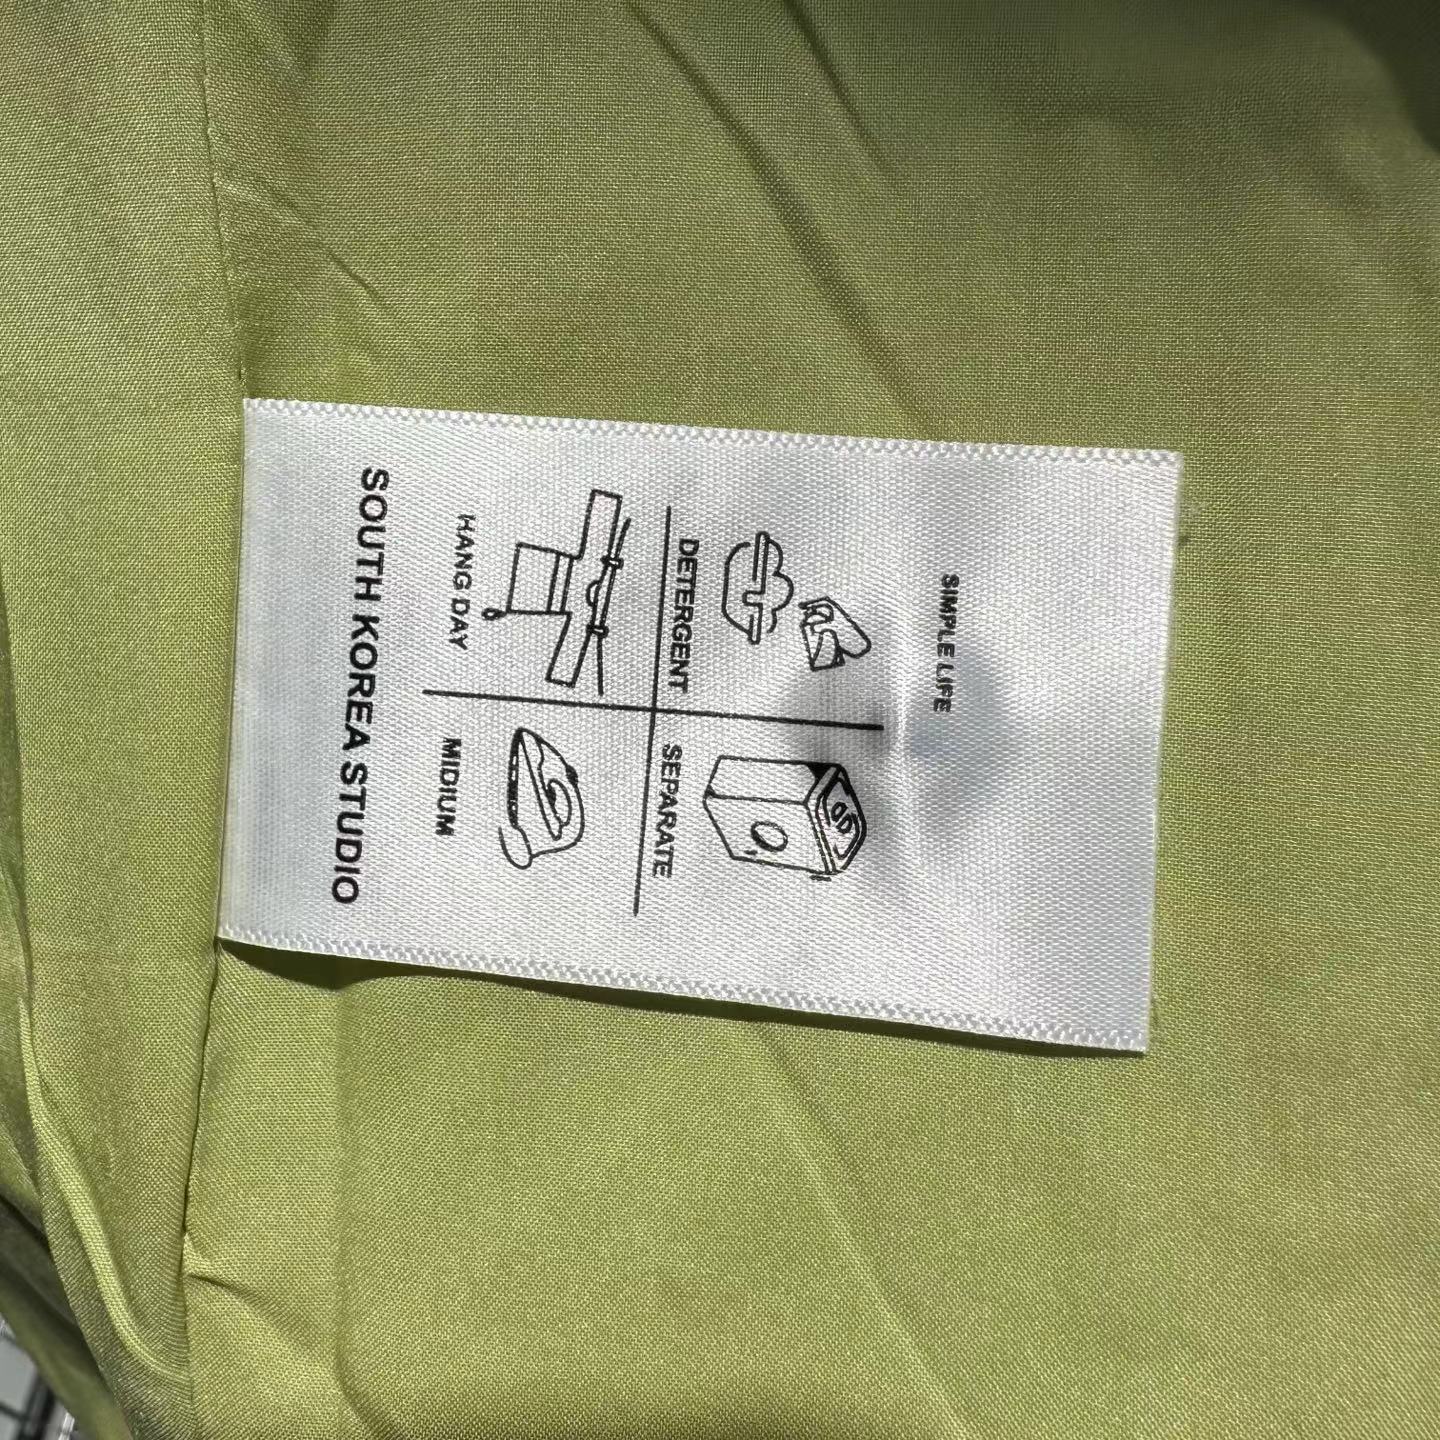 SIMPLE LIFE
DETERGENT
SEPARATE
HANG DAY
MIDIUM
SOUTH KOREA STUDIO